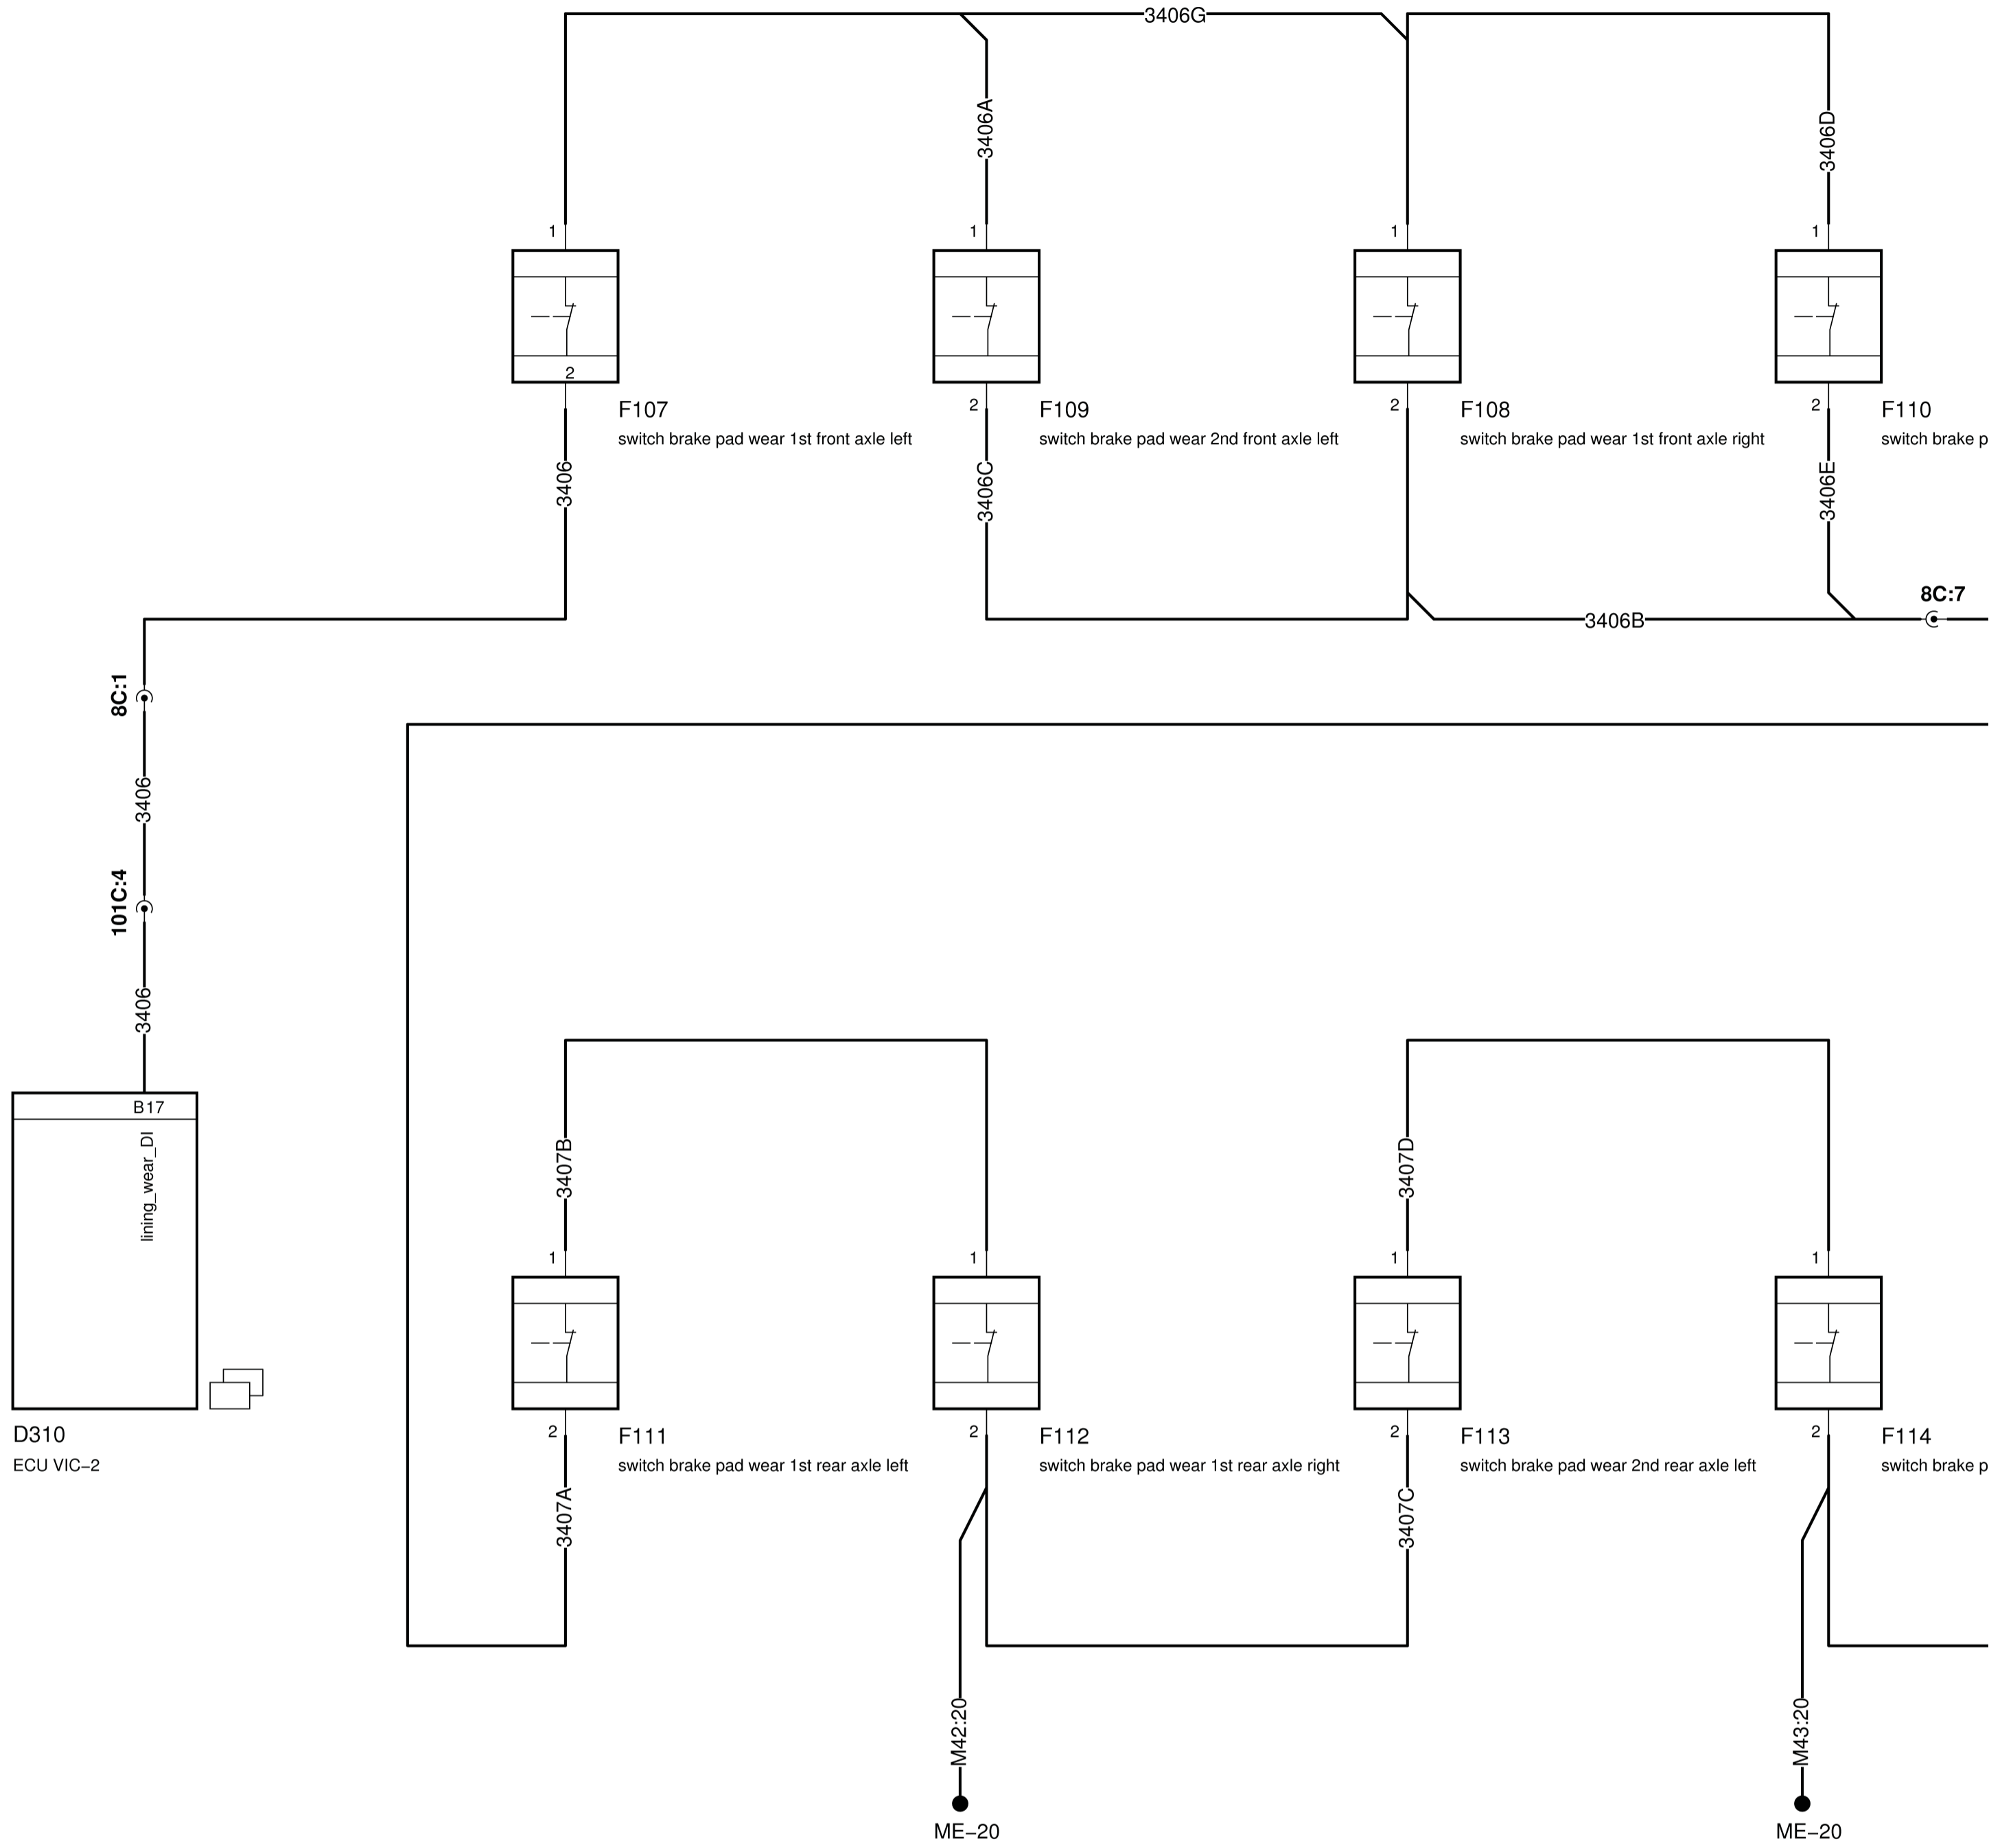 3406G
3406A
3406D
1
1
1
1
2
F107
switch brake pad wear 1st front axle left
2
F109
switch brake pad wear 2nd front axle left
2
F108
switch brake pad wear 1st front axle right
2
F110
switch brake p
3406
3406C
3406E
8C:7
3406B
8C:1
3406
101C:4
3406
B17
lining_wear_DI
D310
ECU VIC–2
3407B
3407D
1
1
1
1
2
F111
switch brake pad wear 1st rear axle left
2
F112
switch brake pad wear 1st rear axle right
2
F113
switch brake pad wear 2nd rear axle left
2
F114
switch brake p
3407A
3407C
M42:20
M43:20
ME–20
ME–20